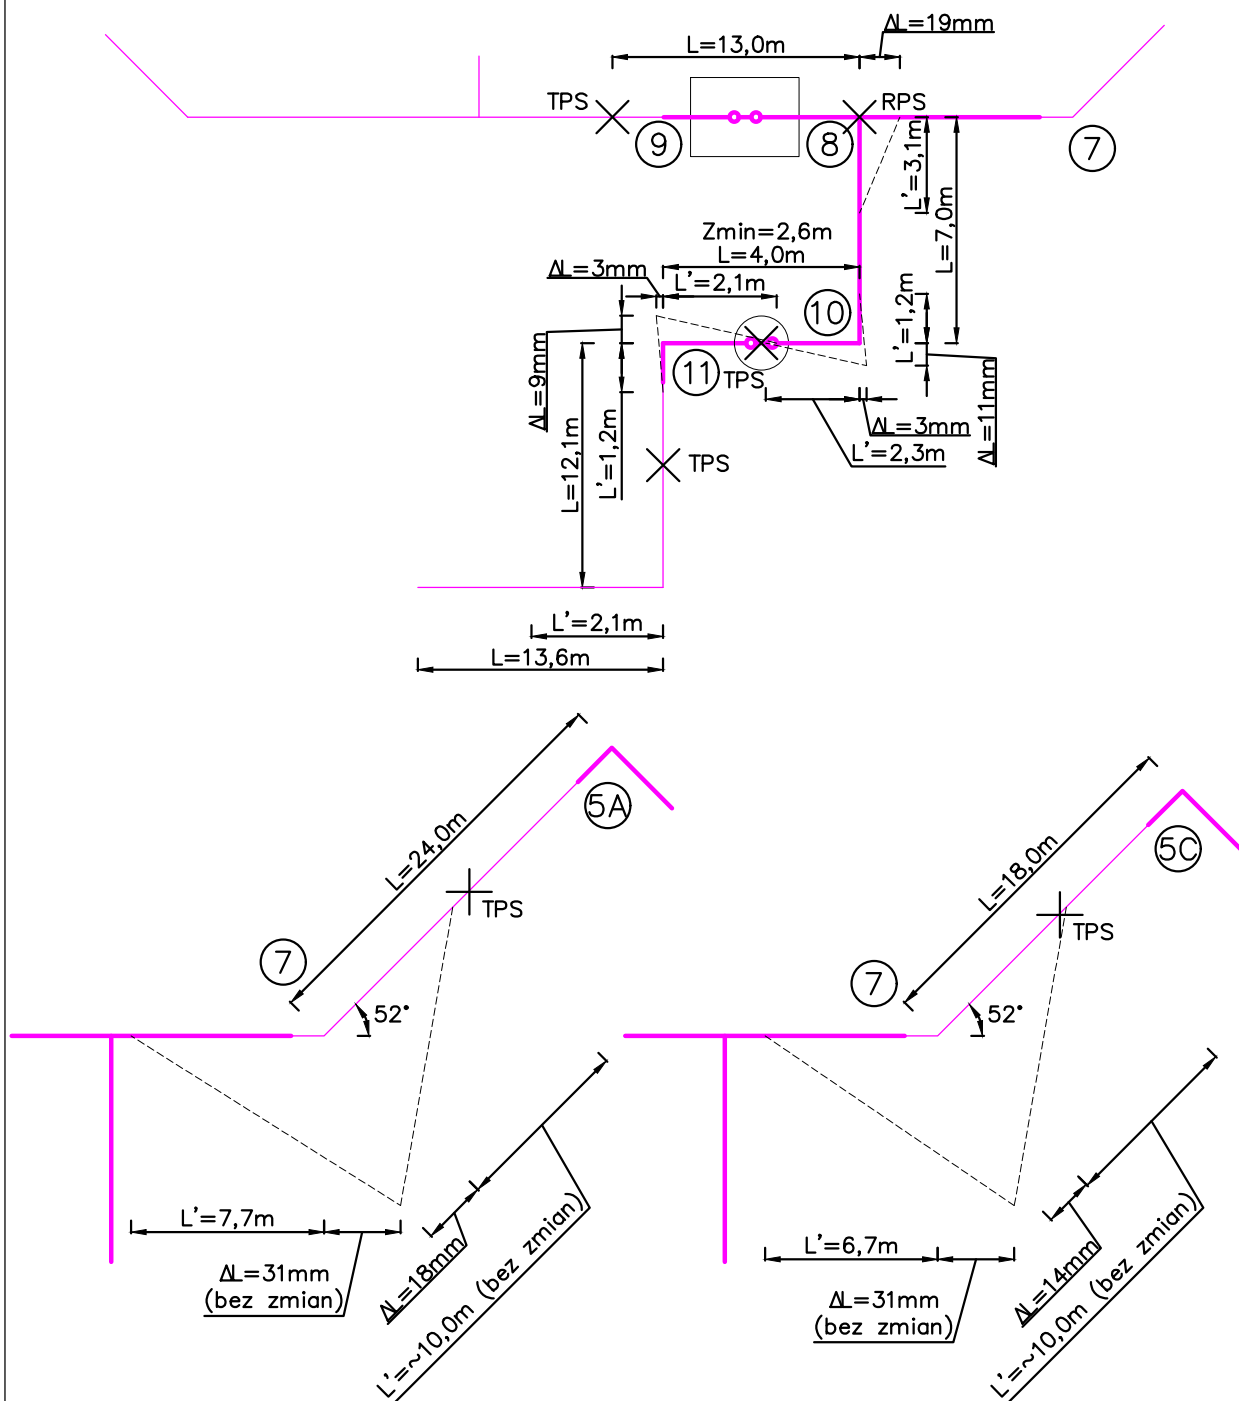 ΔL=19mm
L=13,0m
TPS
RPS
9
8
7
L'=3,1m
L=7,0m
Zmin=2,6m
L=4,0m
ΔL=3mm
L'=2,1m
10
L'=1,2m
ΔL=9mm
11
TPS
ΔL=11mm
L=12,1m
L'=1,2m
ΔL=3mm
L'=2,3m
TPS
L'=2,1m
L=13,6m
L=24,0m
5A
TPS
7
52°
L'=7,7m
ΔL=31mm
(bez zmian)
ΔL=18mm
L'=~10,0m (bez zmian)
L=18,0m
5C
TPS
7
52°
L'=6,7m
ΔL=31mm
(bez zmian)
ΔL=14mm
L'=~10,0m (bez zmian)